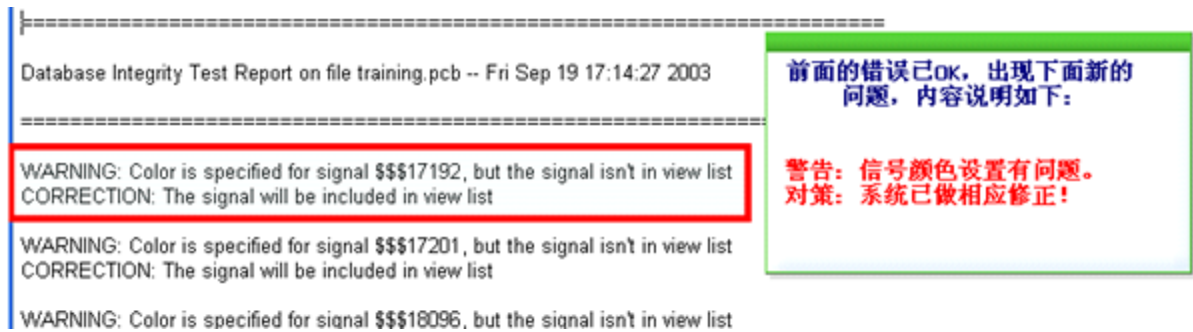 Database Integrity Test Report on file training.pcb -- Fri Sep 19 17:14:27 2003
WARNING: Color is specified for signal $$$17192, but the signal isn't in view list
CORRECTION: The signal will be included in view list
WARNING: Color is specified for signal $$$17201, but the signal isn't in view list
CORRECTION: The signal will be included in view list
WARNING: Color is specified for signal $$$18096, but the signal isn't in view list
前面的错误已OK，出现下面新的
问题，内容说明如下：
警告：信号颜色设置有问题。
对策：系统已做相应修正！